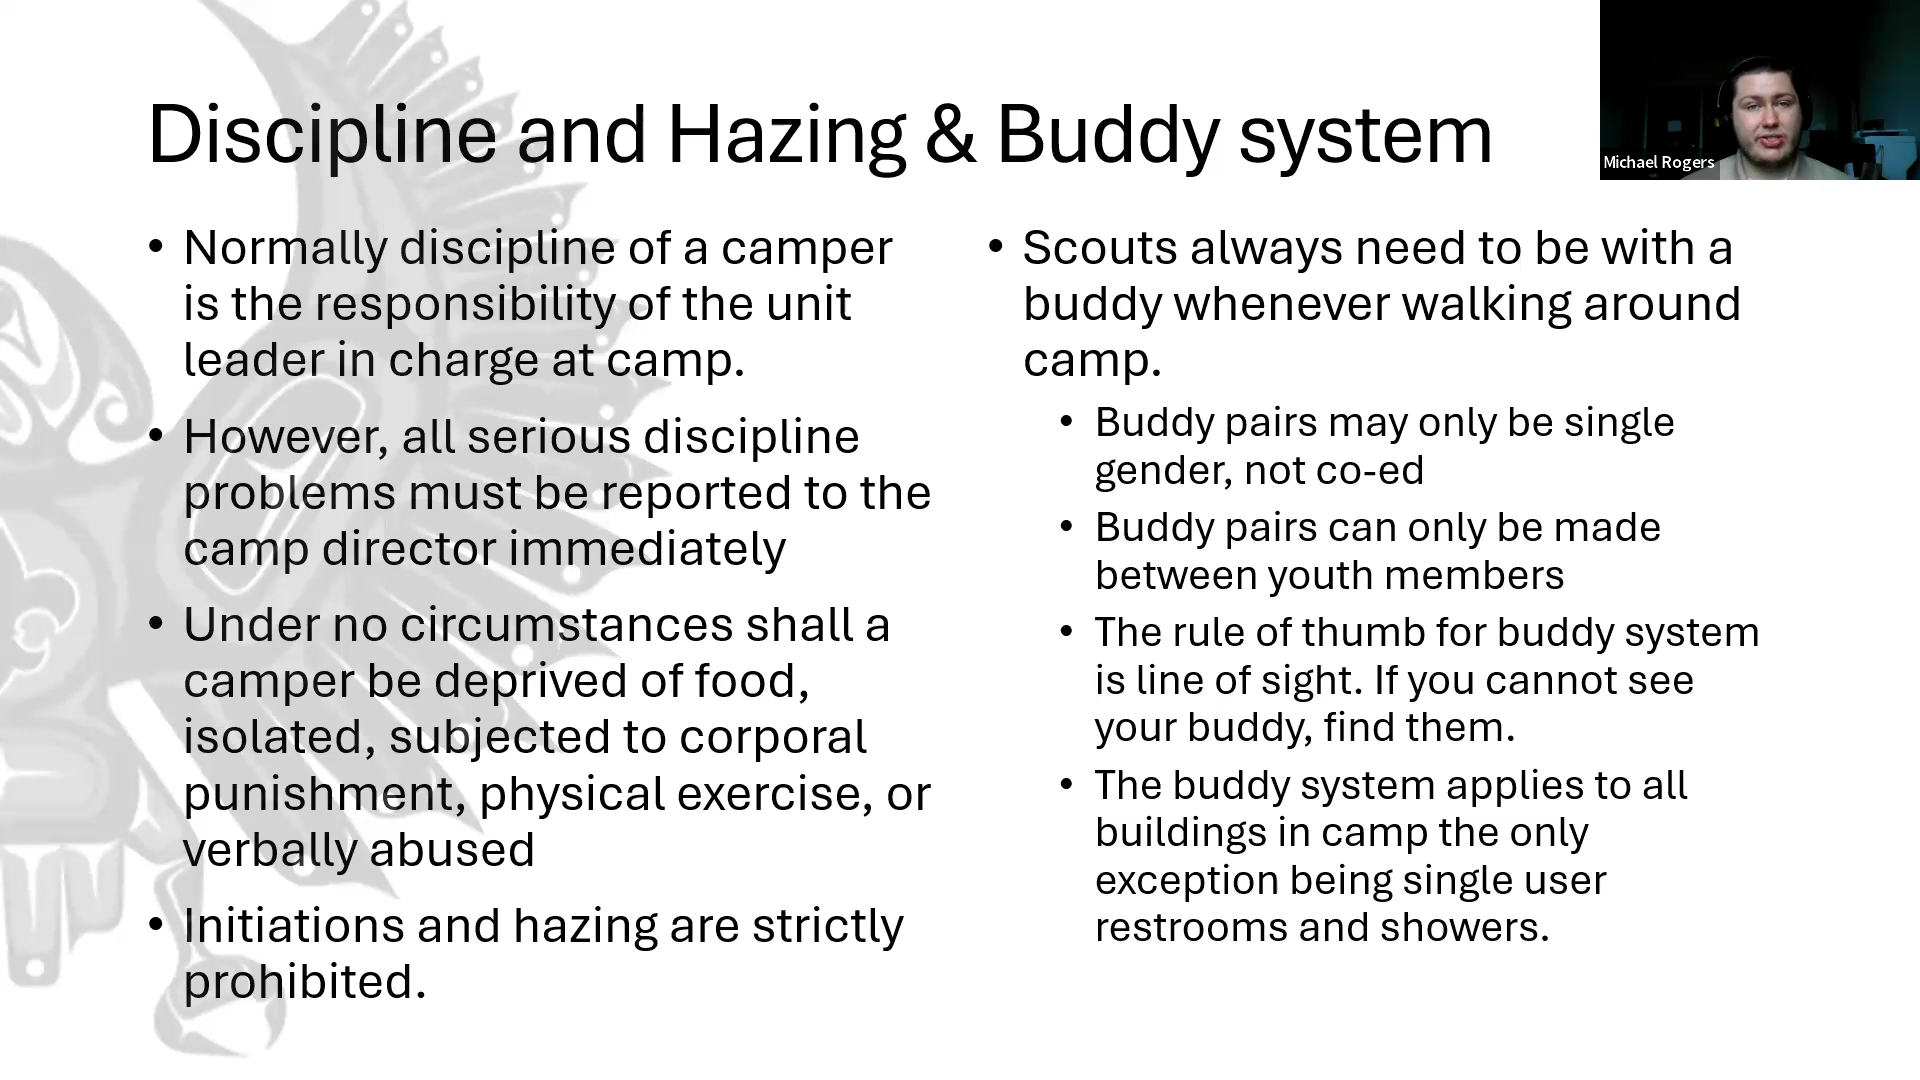 Discipline and Hazing & Buddy system
Michael Rogers
• Normally discipline of a camper
is the responsibility of the unit
leader in charge at camp.
• However, all serious discipline
problems must be reported to the
camp director immediately
• Under no circumstances shall a
camper be deprived of food,
isolated, subjected to corporal
punishment, physical exercise, or
verbally abused
• Initiations and hazing are strictly
prohibited.
• Scouts always need to be with a
buddy whenever walking around
camp.
• Buddy pairs may only be single
gender, not co-ed
• Buddy pairs can only be made
between youth members
• The rule of thumb for buddy system
is line of sight. If you cannot see
your buddy, find them.
• The buddy system applies to all
buildings in camp the only
exception being single user
restrooms and showers.